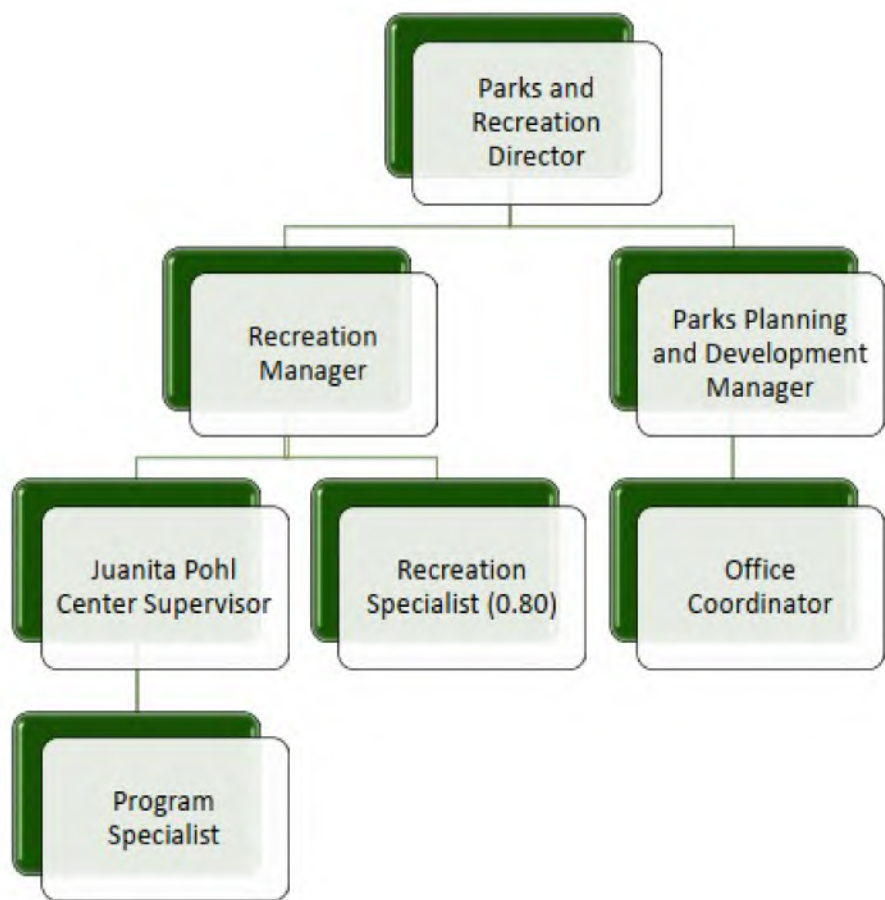 Parks and
Recreation
Director
Recreation
Manager
Parks Planning
and Development
Manager
Juanita Pohl
Center Supervisor
Recreation
Specialist (0.80)
Office
Coordinator
Program
Specialist